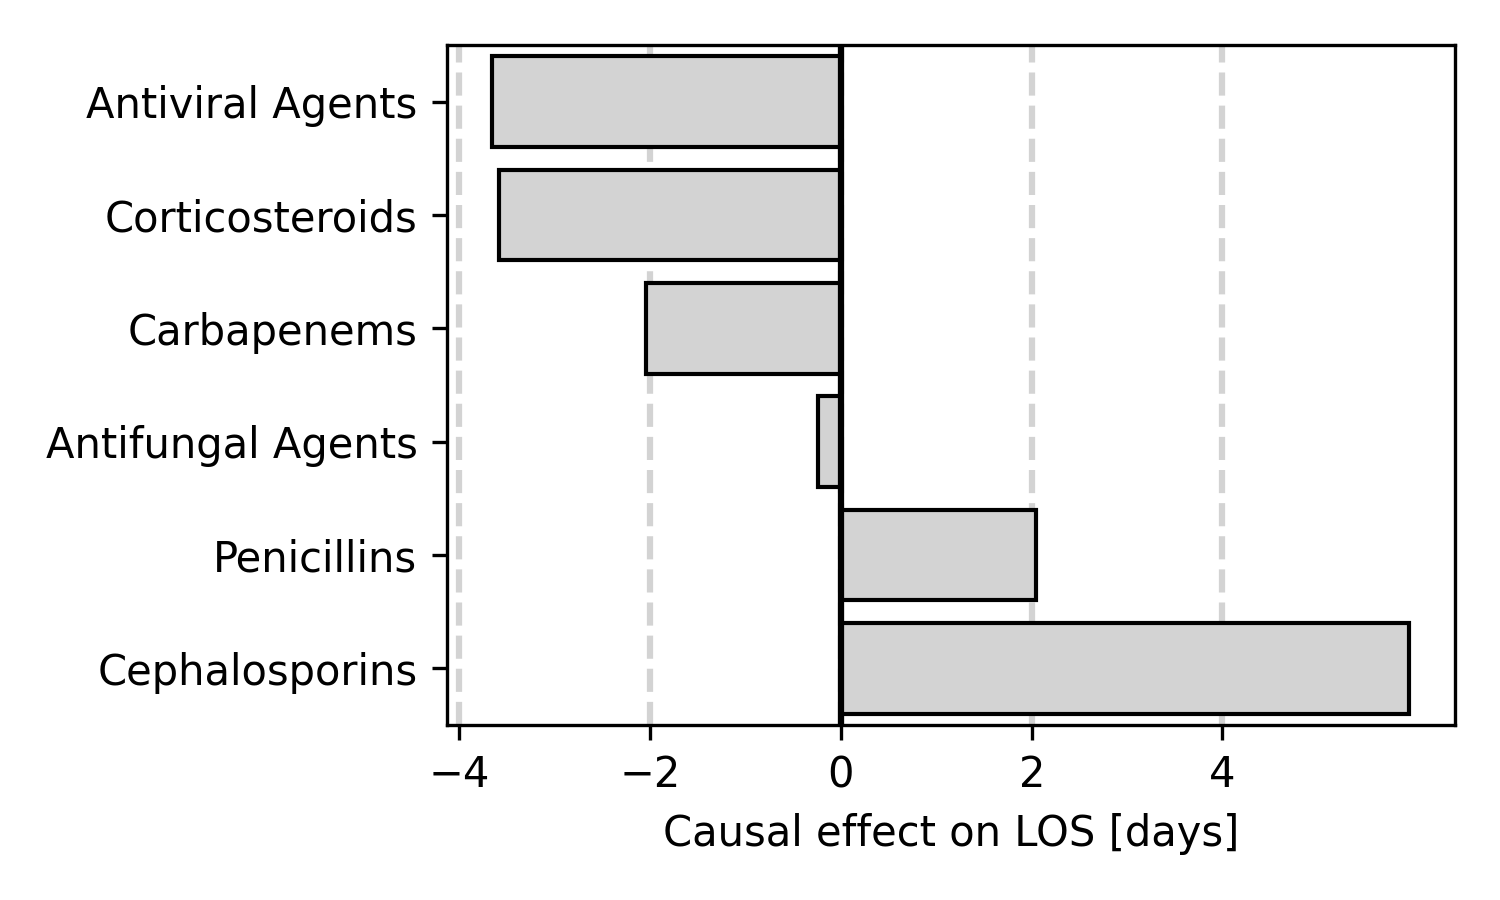 Antiviral Agents
Corticosteroids
Carbapenems
Antifungal Agents
Penicillins
Cephalosporins
−4 −2 0 2 4
Causal effect on LOS [days]